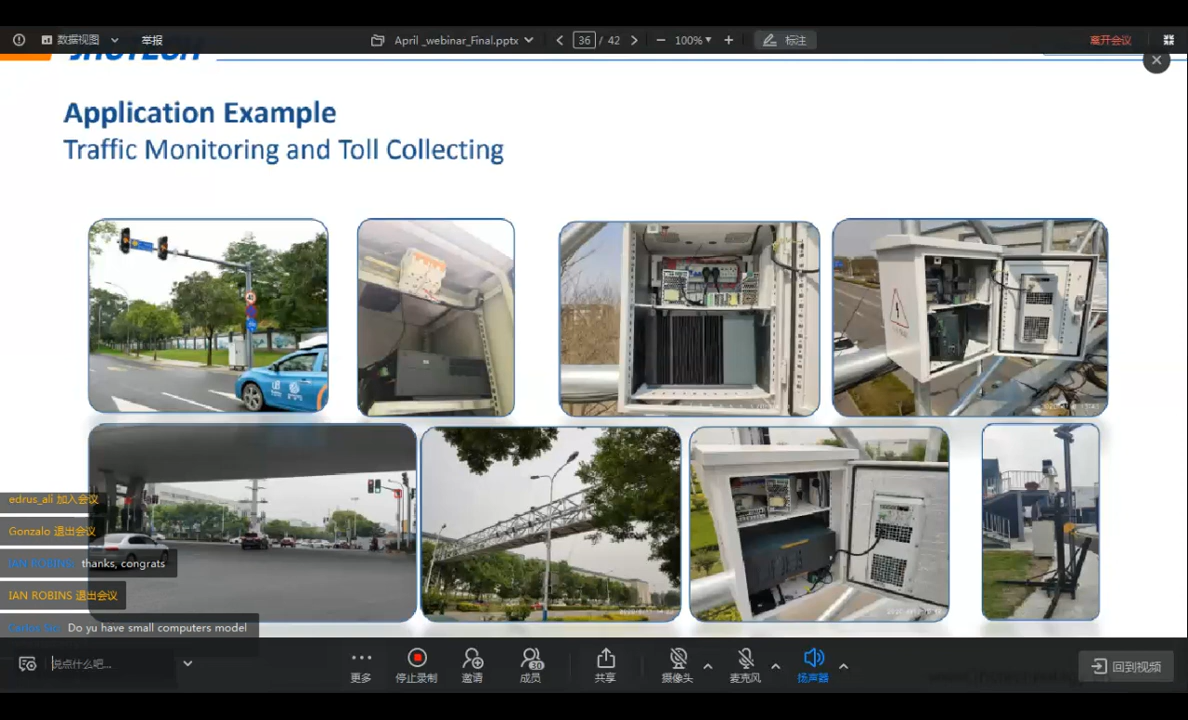 数据视图
举报
April _webinar_Final.pptx
36 / 42
100%
标注
离开会议
JHCTECH
Application Example
Traffic Monitoring and Toll Collecting
edrus_ali 加入会议
Gonzalo 退出会议
IAN ROBINS: thanks, congrats
IAN ROBINS 退出会议
Do yu have small computers model
说点什么吧...
更多
停止录制
邀请
30
成员
共享
摄像头
麦克风
扬声器
回到视频